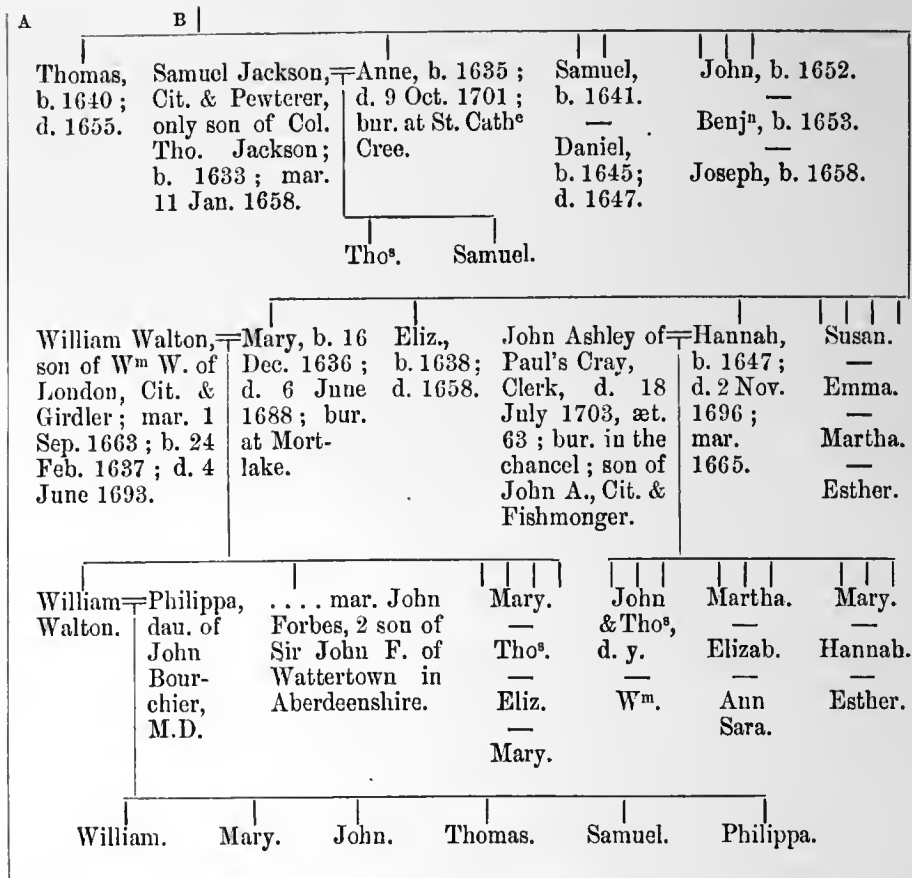 A
B
Thomas,
b. 1640;
d. 1655.
Samuel Jackson,
Cit. & Pewterer,
only son of Col.
Tho. Jackson;
b. 1633; mar.
11 Jan. 1658.
Anne, b. 1635;
d. 9 Oct. 1701;
bur. at St. Cathᵉ
Cree.
Samuel,
b. 1641.
—
Daniel,
b. 1645;
d. 1647.
John, b. 1652.
—
Benjⁿ, b. 1653.
—
Joseph, b. 1658.
Thoˢ.
Samuel.
William Walton,
son of Wᵐ W. of
London, Cit. &
Girdler; mar. 1
Sep. 1663; b. 24
Feb. 1637; d. 4
June 1693.
Mary, b. 16
Dec. 1636;
d. 6 June
1688; bur.
at Mort-
lake.
Eliz.,
b. 1638;
d. 1658.
John Ashley of
Paul's Cray,
Clerk, d. 18
July 1703, æt.
63; bur. in the
chancel; son of
John A., Cit. &
Fishmonger.
Hannah,
b. 1647;
d. 2 Nov.
1696;
mar.
1665.
Susan.
—
Emma.
—
Martha.
—
Esther.
William
Walton.
Philippa,
dau. of
John
Bour-
chier,
M.D.
.... mar. John
Forbes, 2 son of
Sir John F. of
Wattertown in
Aberdeenshire.
Mary.
—
Thoˢ.
—
Eliz.
—
Mary.
John
& Thoˢ,
d. y.
—
Wᵐ.
Martha.
—
Elizab.
—
Ann
Sara.
Mary.
—
Hannah.
—
Esther.
William.
Mary.
John.
Thomas.
Samuel.
Philippa.